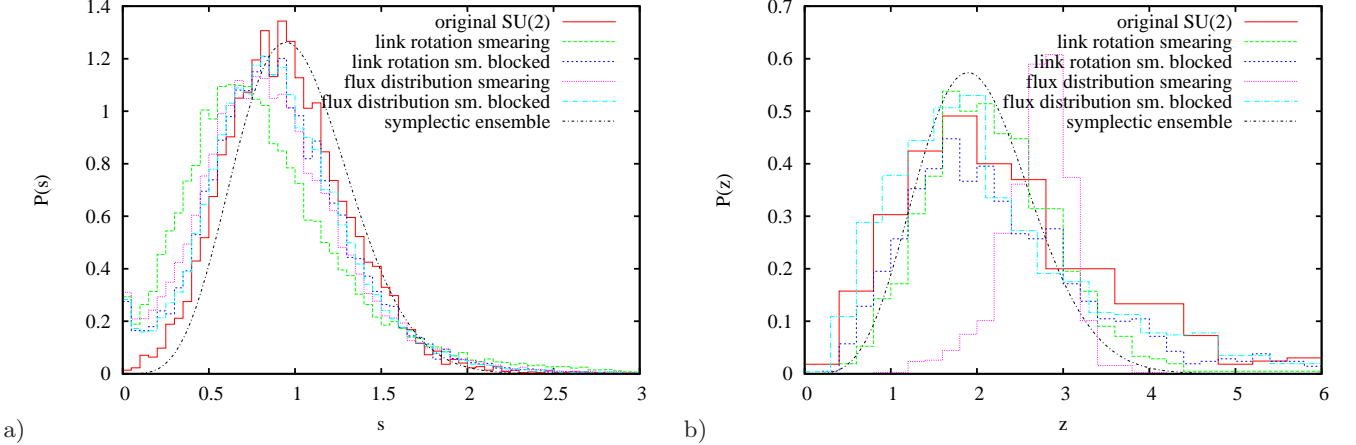 original SU(2)
link rotation smearing
link rotation sm. blocked
flux distribution smearing
flux distribution sm. blocked
symplectic ensemble
P(s)
1.4
1.2
1
0.8
0.6
0.4
0.2
0
0 0.5 1 1.5 2 2.5 3
s
a)
original SU(2)
link rotation smearing
link rotation sm. blocked
flux distribution smearing
flux distribution sm. blocked
symplectic ensemble
P(z)
0.7
0.6
0.5
0.4
0.3
0.2
0.1
0
0 1 2 3 4 5 6
z
b)